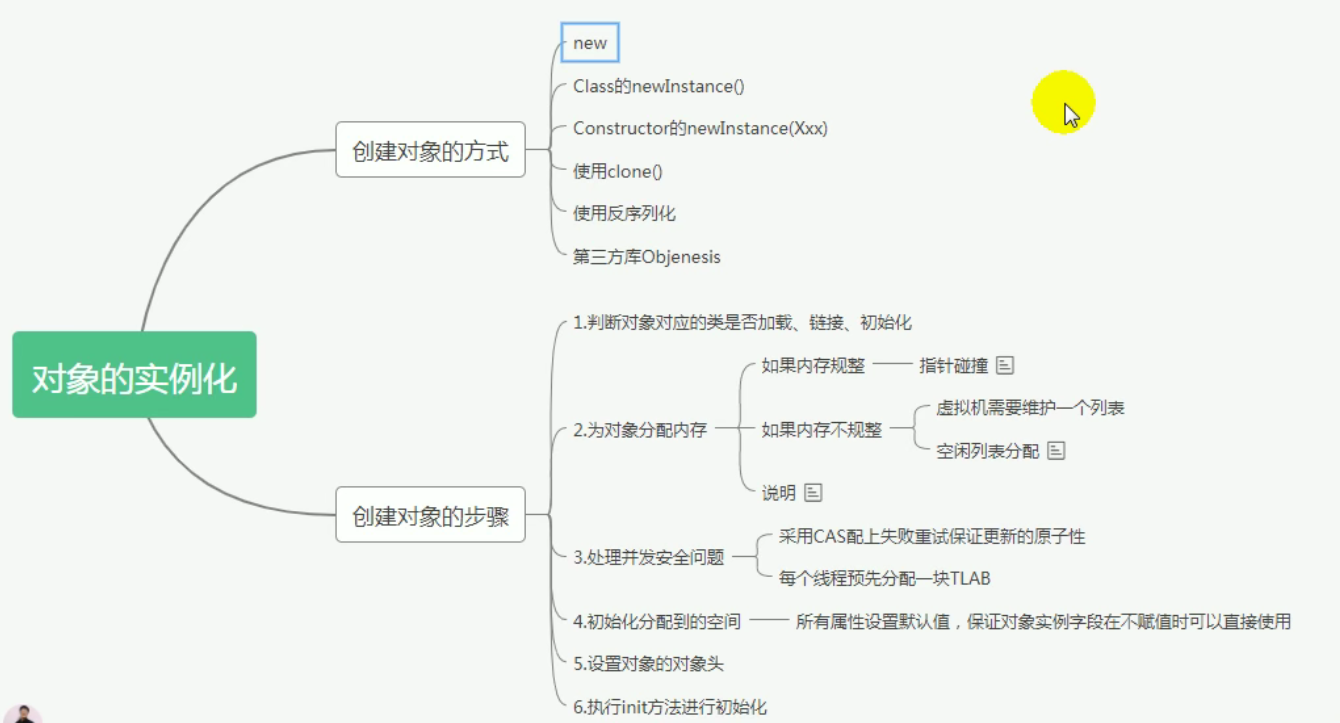 对象的实例化
创建对象的方式
new
Class的newInstance()
Constructor的newInstance(Xxx)
使用clone()
使用反序列化
第三方库Objenesis
创建对象的步骤
1.判断对象对应的类是否加载、链接、初始化
2.为对象分配内存
如果内存规整
指针碰撞
如果内存不规整
虚拟机需要维护一个列表
空闲列表分配
说明
3.处理并发安全问题
采用CAS配上失败重试保证更新的原子性
每个线程预先分配一块TLAB
4.初始化分配到的空间
所有属性设置默认值，保证对象实例字段在不赋值时可以直接使用
5.设置对象的对象头
6.执行init方法进行初始化